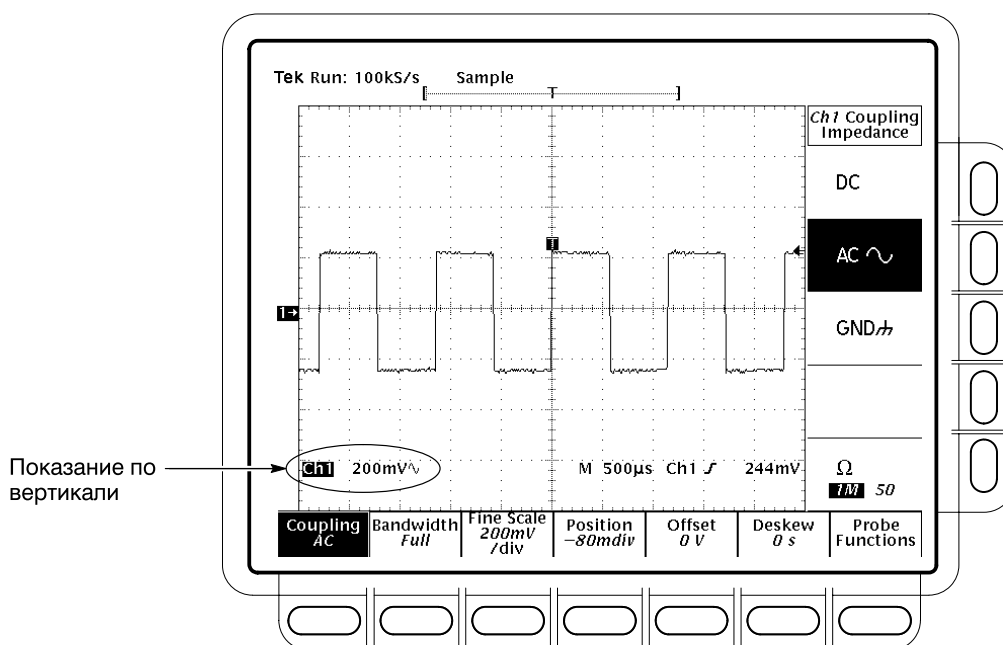 Tek Run: 100kS/s Sample
[ T ]
Ch1 Coupling
Impedance
DC
AC
GND
T
1→
Показание по
вертикали
Ch1 200mV∿ M 500µs Ch1 ʃ 244mV
Ω
1M 50
Coupling
AC
Bandwidth
Full
Fine Scale
200mV
/div
Position
−80mdiv
Offset
0 V
Deskew
0 s
Probe
Functions